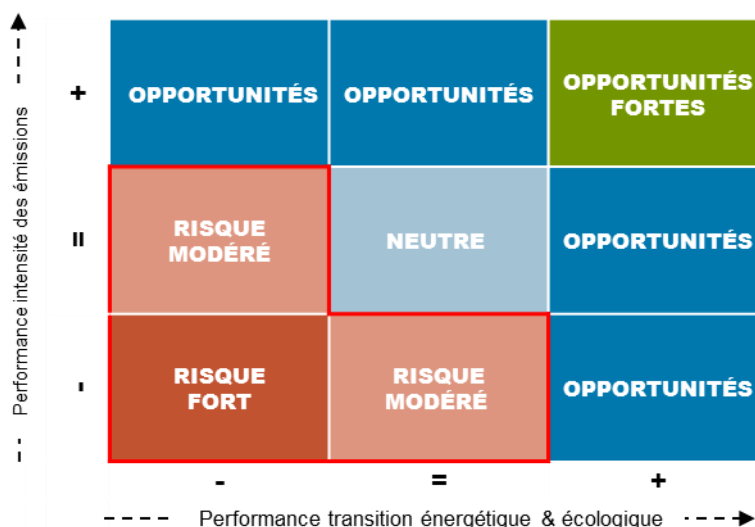 +
OPPORTUNITÉS
OPPORTUNITÉS
OPPORTUNITÉS
FORTES
=
RISQUE
MODÉRÉ
NEUTRE
OPPORTUNITÉS
-
RISQUE
FORT
RISQUE
MODÉRÉ
OPPORTUNITÉS
- = +
Performance intensité des émissions
Performance transition énergétique & écologique